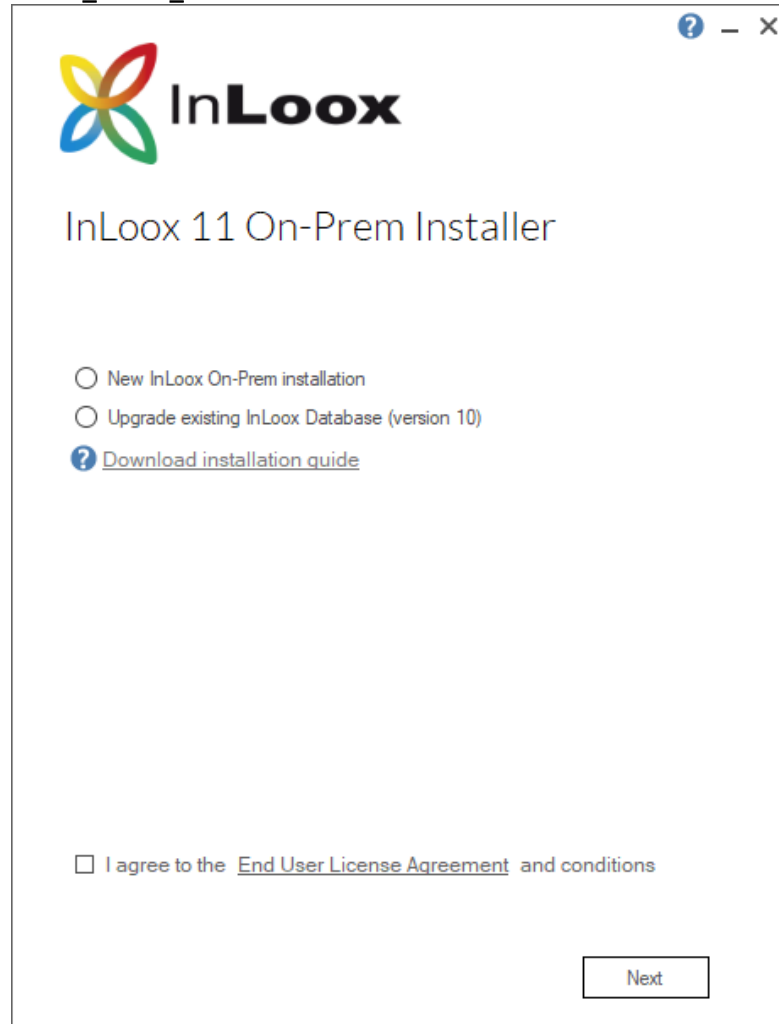 InLoox
InLoox 11 On-Prem Installer
New InLoox On-Prem installation
Upgrade existing InLoox Database (version 10)
Download installation guide
I agree to the End User License Agreement and conditions
Next